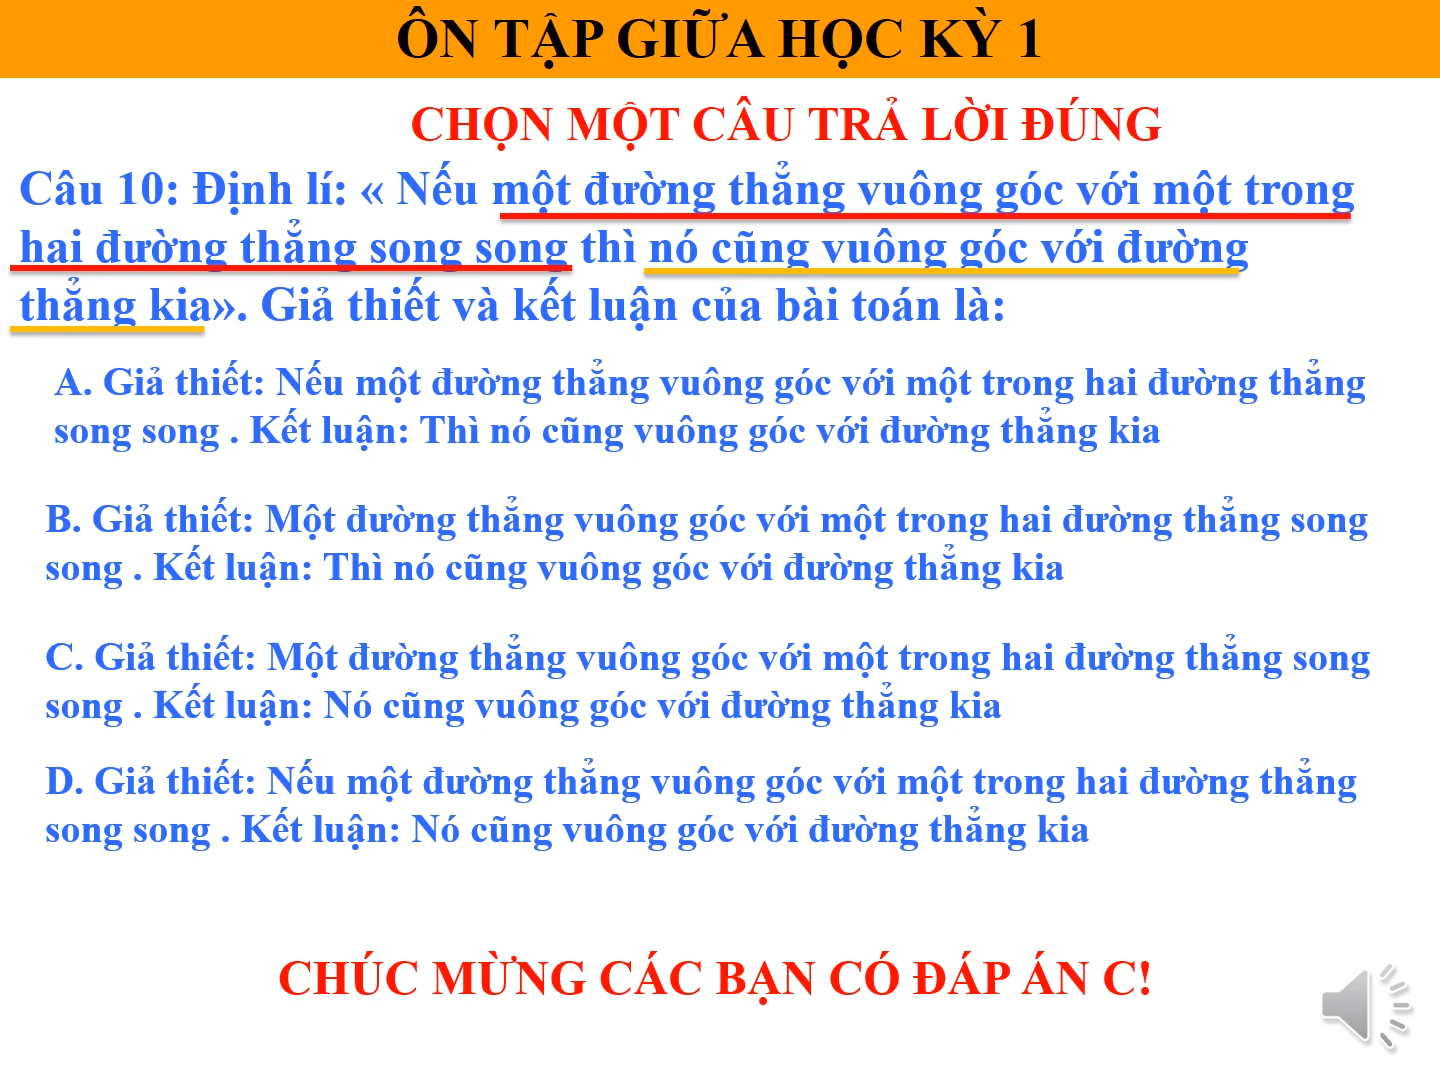 ÔN TẬP GIỮA HỌC KỲ 1
CHỌN MỘT CÂU TRẢ LỜI ĐÚNG
Câu 10: Định lí: « Nếu một đường thẳng vuông góc với một trong
hai đường thẳng song song thì nó cũng vuông góc với đường
thẳng kia». Giả thiết và kết luận của bài toán là:
A. Giả thiết: Nếu một đường thẳng vuông góc với một trong hai đường thẳng
song song . Kết luận: Thì nó cũng vuông góc với đường thẳng kia
B. Giả thiết: Một đường thẳng vuông góc với một trong hai đường thẳng song
song . Kết luận: Thì nó cũng vuông góc với đường thẳng kia
C. Giả thiết: Một đường thẳng vuông góc với một trong hai đường thẳng song
song . Kết luận: Nó cũng vuông góc với đường thẳng kia
D. Giả thiết: Nếu một đường thẳng vuông góc với một trong hai đường thẳng
song song . Kết luận: Nó cũng vuông góc với đường thẳng kia
CHÚC MỪNG CÁC BẠN CÓ ĐÁP ÁN C!